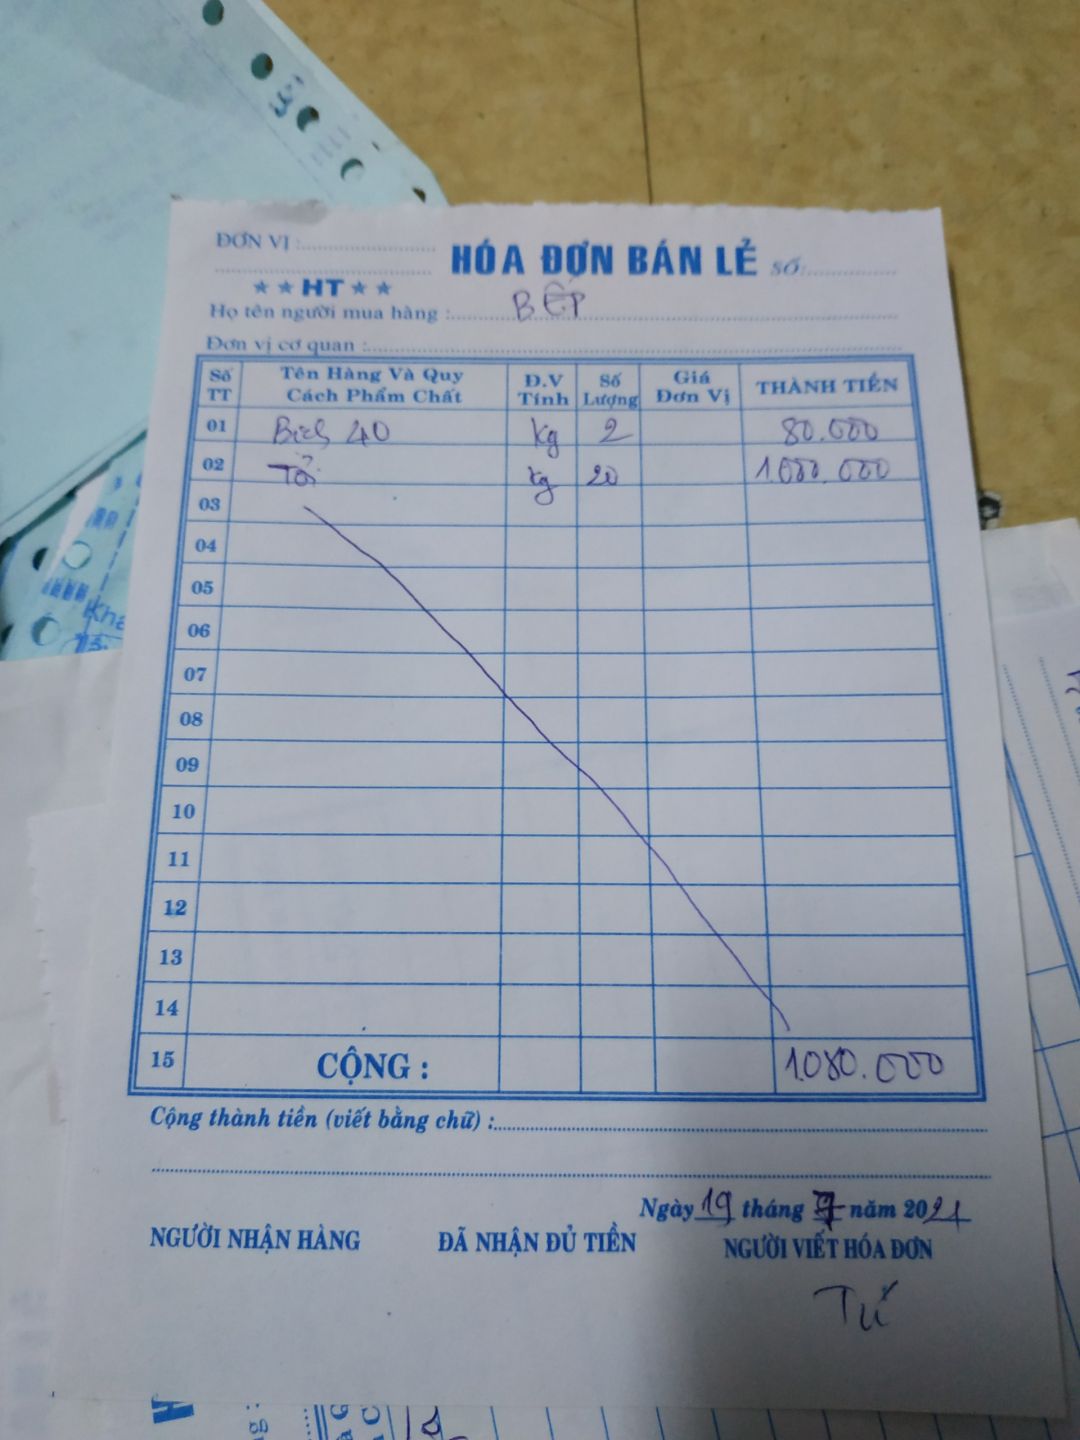 ĐƠN VỊ :
HÓA ĐƠN BÁN LẺ SỐ:
★ ★ HT ★ ★
Họ tên người mua hàng : BẾP
Đơn vị cơ quan :
Số TT Tên Hàng Và Quy Cách Phẩm Chất Đ.V Tính Số Lượng Giá Đơn Vị THÀNH TIỀN
01 Bịch 40 kg 2 80.000
02 Tỏi kg 20 1.000.000
03
04
05
06
07
08
09
10
11
12
13
14
15 CỘNG : 1.080.000
Cộng thành tiền (viết bằng chữ) :
Ngày 19 tháng 7 năm 2021
NGƯỜI NHẬN HÀNG ĐÃ NHẬN ĐỦ TIỀN NGƯỜI VIẾT HÓA ĐƠN
Tú